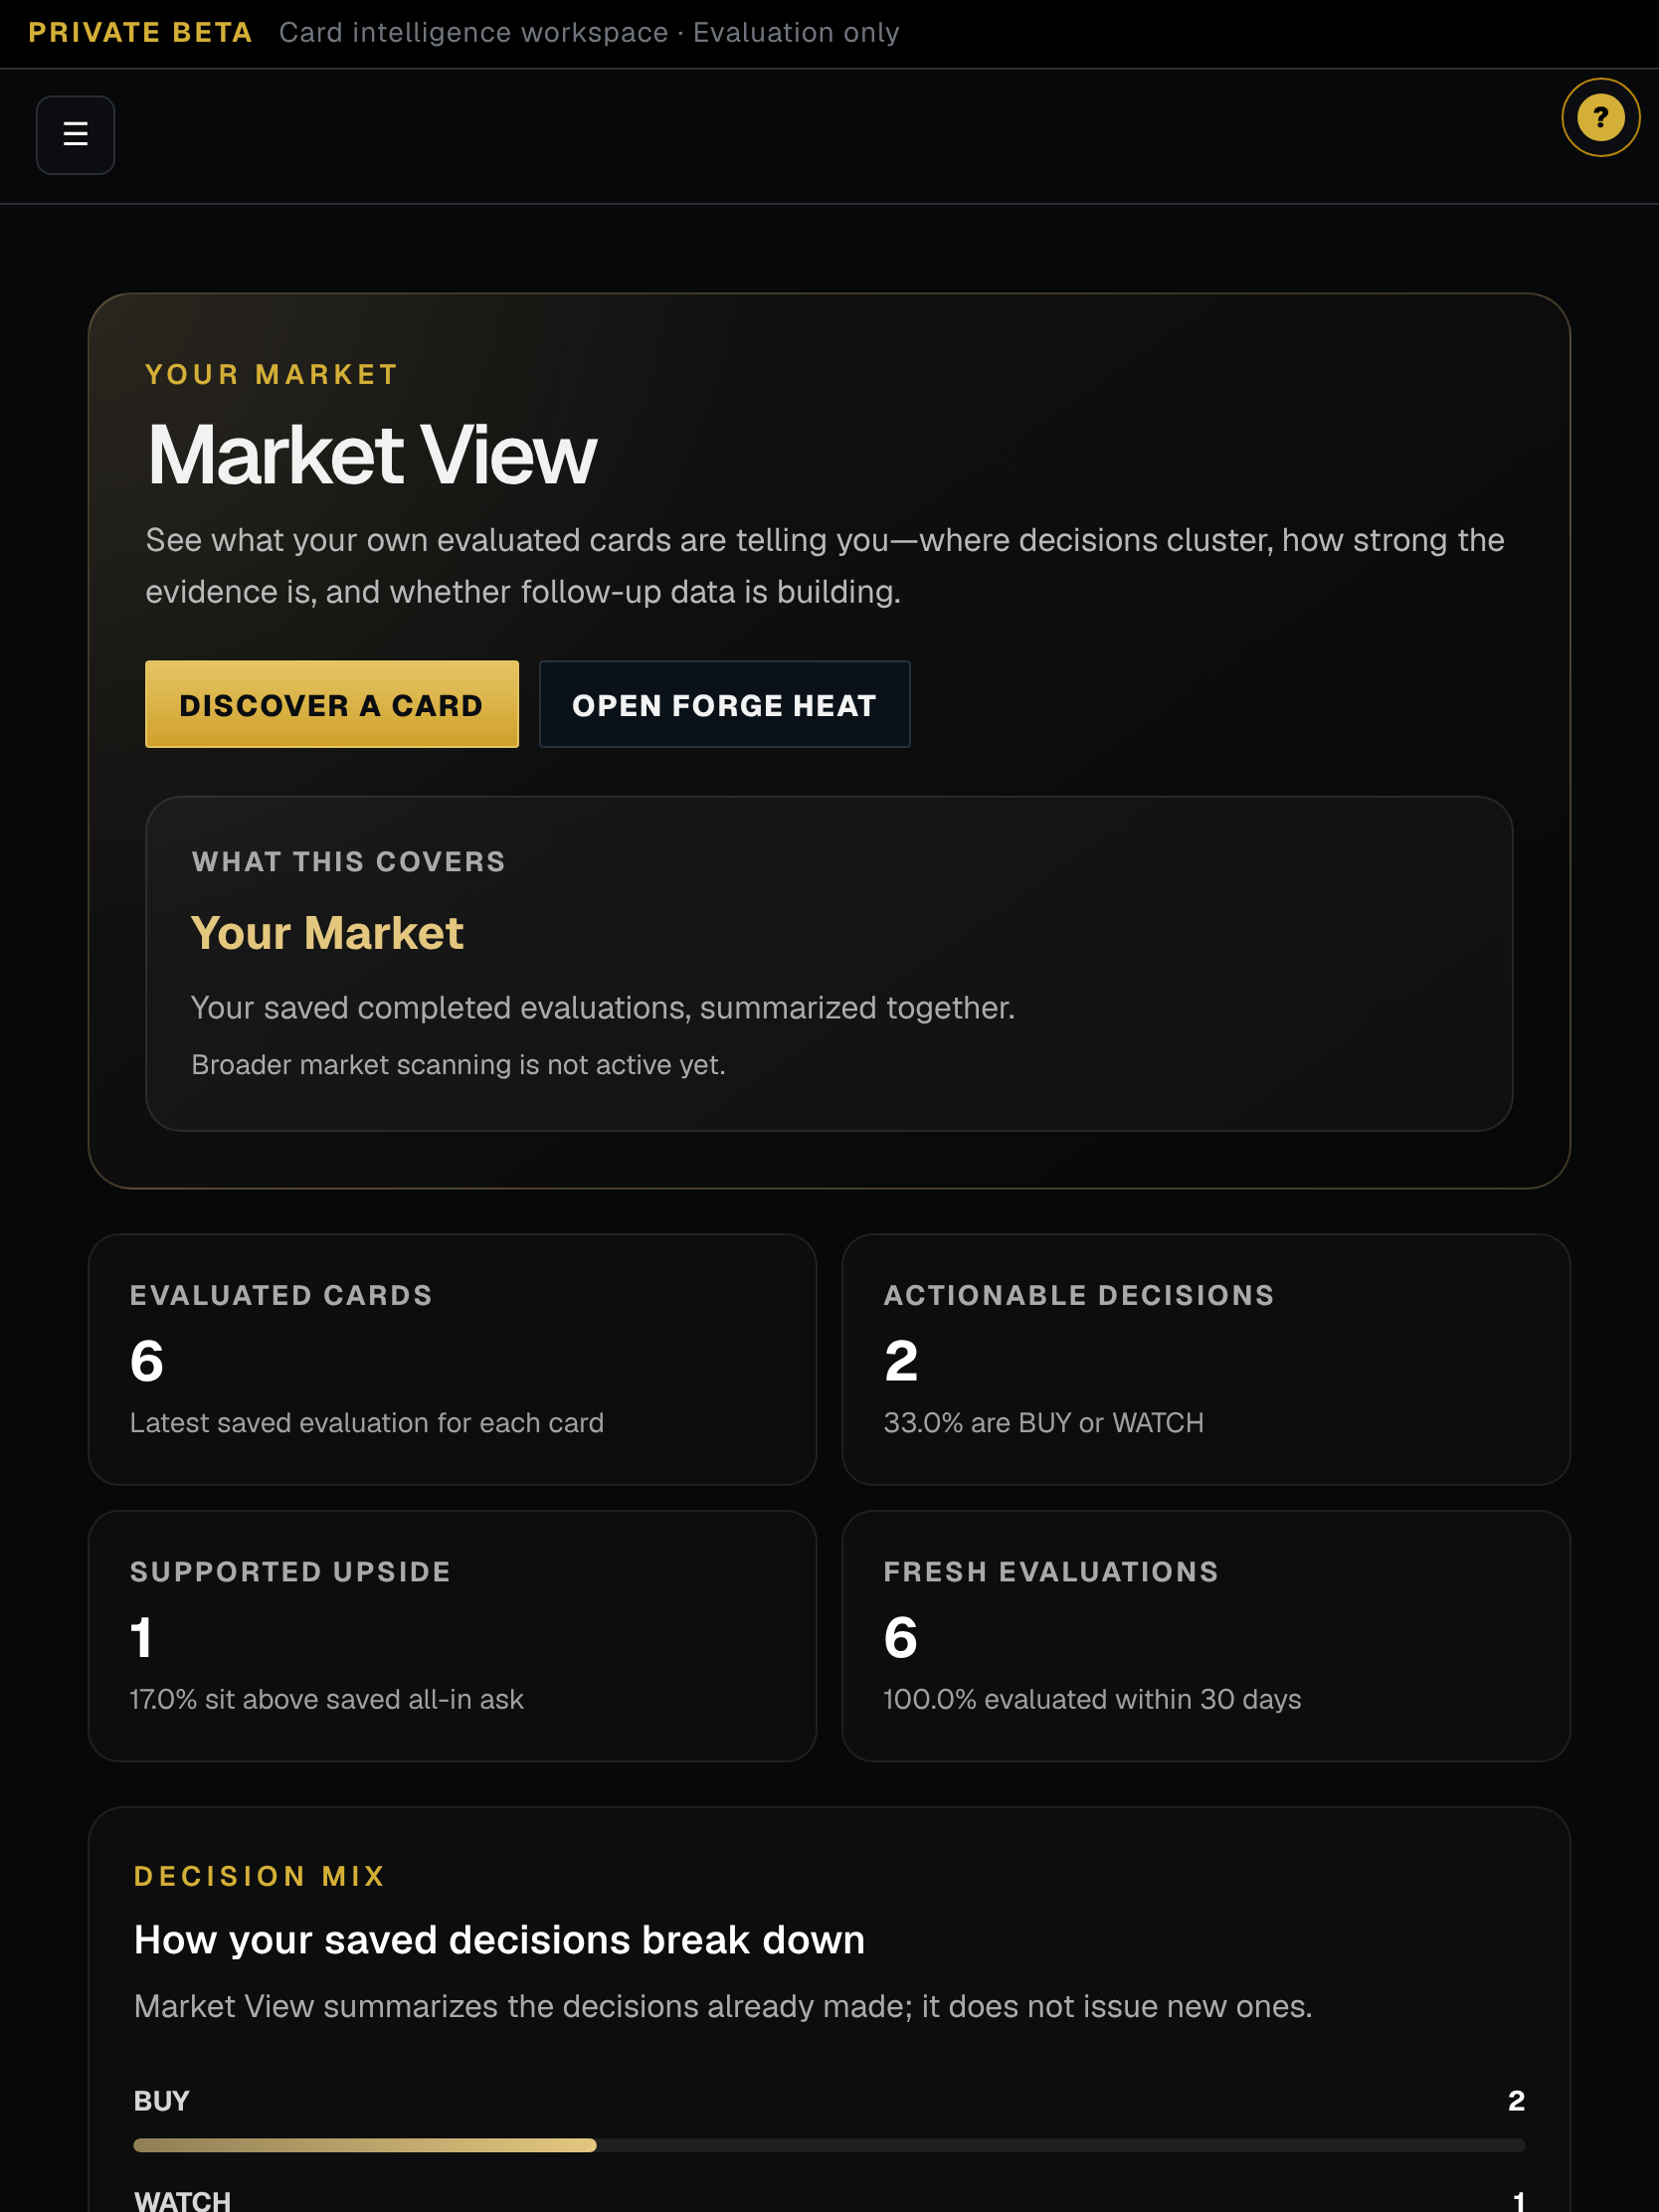 PRIVATE BETA Card intelligence workspace · Evaluation only
☰
?
YOUR MARKET
Market View
See what your own evaluated cards are telling you—where decisions cluster, how strong the
evidence is, and whether follow-up data is building.
DISCOVER A CARD OPEN FORGE HEAT
WHAT THIS COVERS
Your Market
Your saved completed evaluations, summarized together.
Broader market scanning is not active yet.
EVALUATED CARDS
6
Latest saved evaluation for each card
ACTIONABLE DECISIONS
2
33.0% are BUY or WATCH
SUPPORTED UPSIDE
1
17.0% sit above saved all-in ask
FRESH EVALUATIONS
6
100.0% evaluated within 30 days
DECISION MIX
How your saved decisions break down
Market View summarizes the decisions already made; it does not issue new ones.
BUY 2
WATCH 1